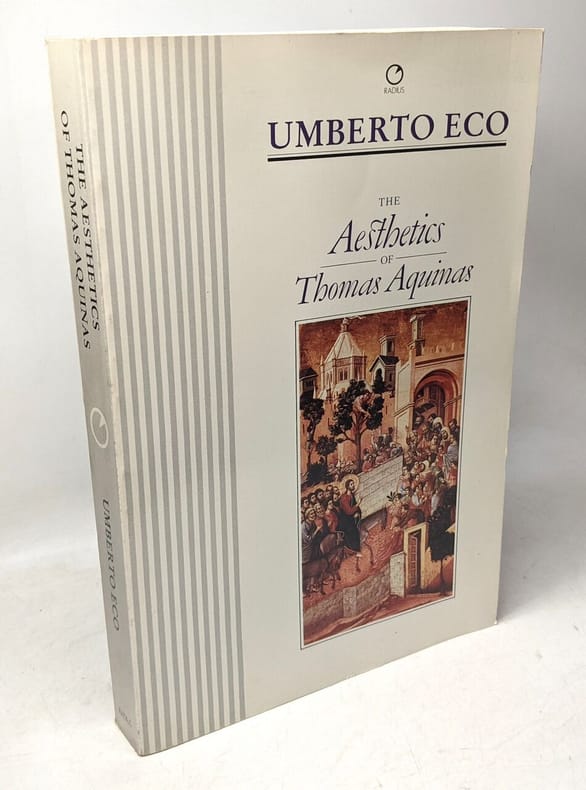 THE AESTHETICS
OF THOMAS AQUINAS
UMBERTO ECO
RADIUS
UMBERTO ECO
THE
Aesthetics
OF
Thomas Aquinas